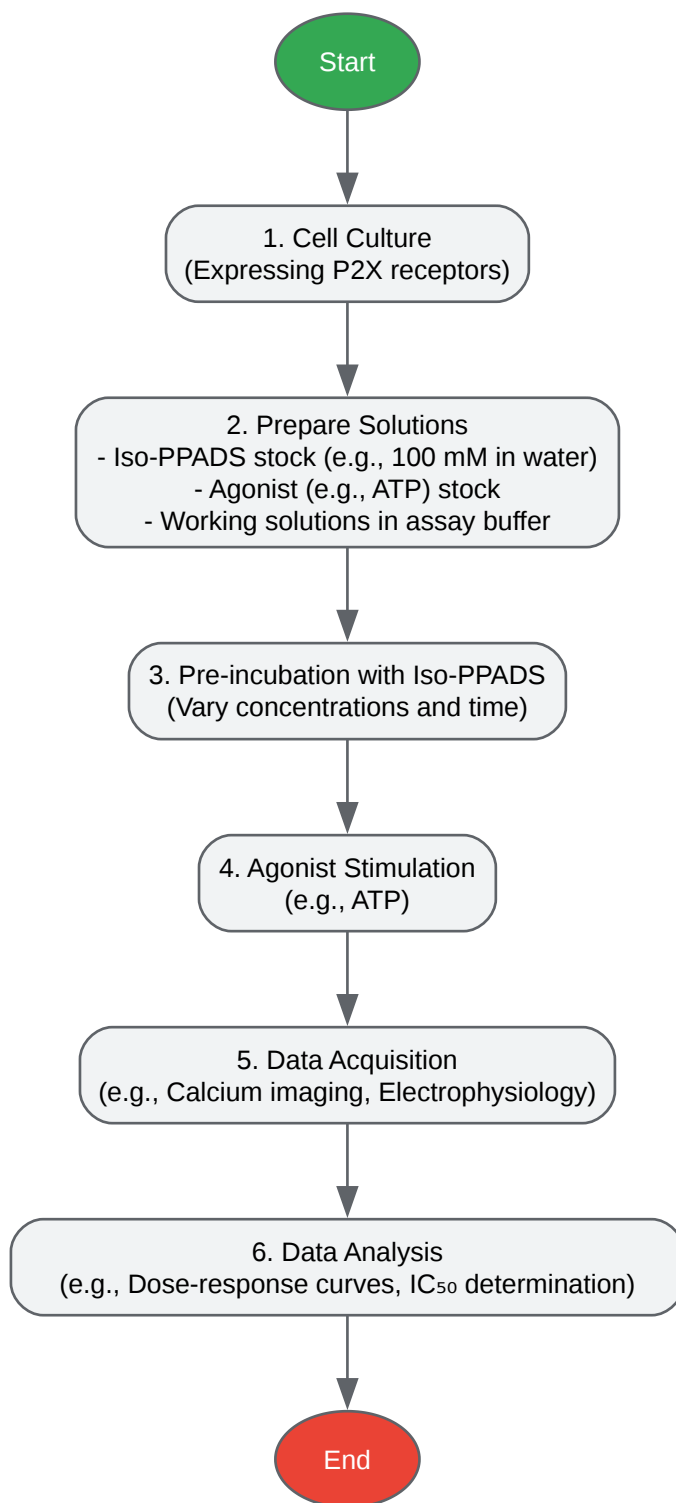 Start
1. Cell Culture
(Expressing P2X receptors)
2. Prepare Solutions
- Iso-PPADS stock (e.g., 100 mM in water)
- Agonist (e.g., ATP) stock
- Working solutions in assay buffer
3. Pre-incubation with Iso-PPADS
(Vary concentrations and time)
4. Agonist Stimulation
(e.g., ATP)
5. Data Acquisition
(e.g., Calcium imaging, Electrophysiology)
6. Data Analysis
(e.g., Dose-response curves, IC₅₀ determination)
End